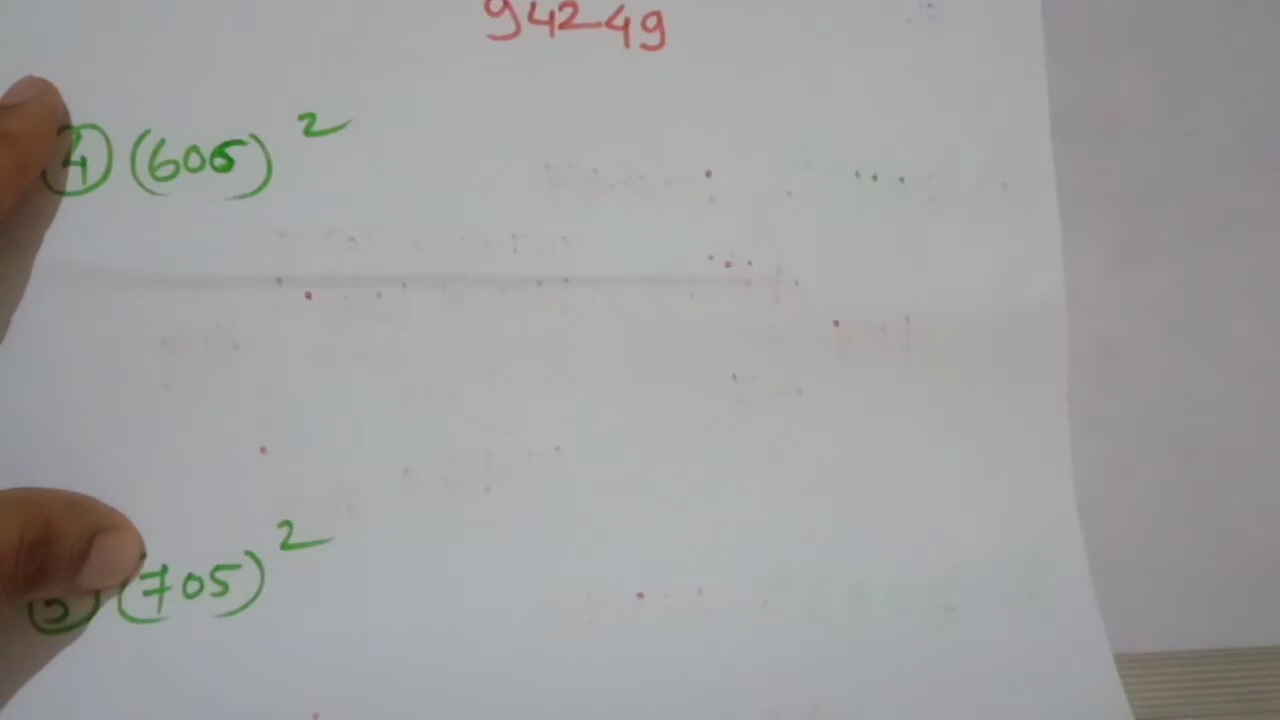 94249
④ (606)²
⑤ (705)²